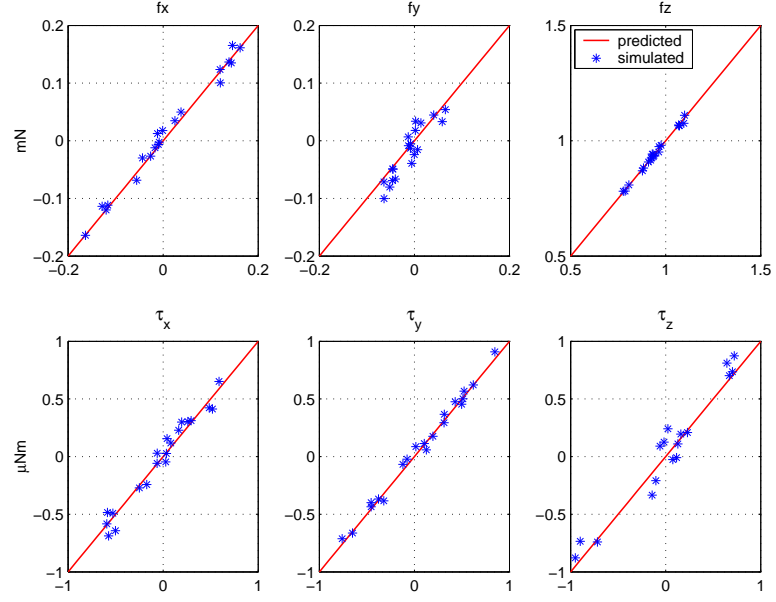 fx fy fz
0.2 0.2 1.5
predicted
simulated
0.1 0.1
mN 0 0 1
−0.1 −0.1
−0.2 −0.2 0.5
−0.2 0 0.2 −0.2 0 0.2 0.5 1 1.5
τx τy τz
1 1 1
0.5 0.5 0.5
μNm 0 0 0
−0.5 −0.5 −0.5
−1 −1 −1
−1 0 1 −1 0 1 −1 0 1